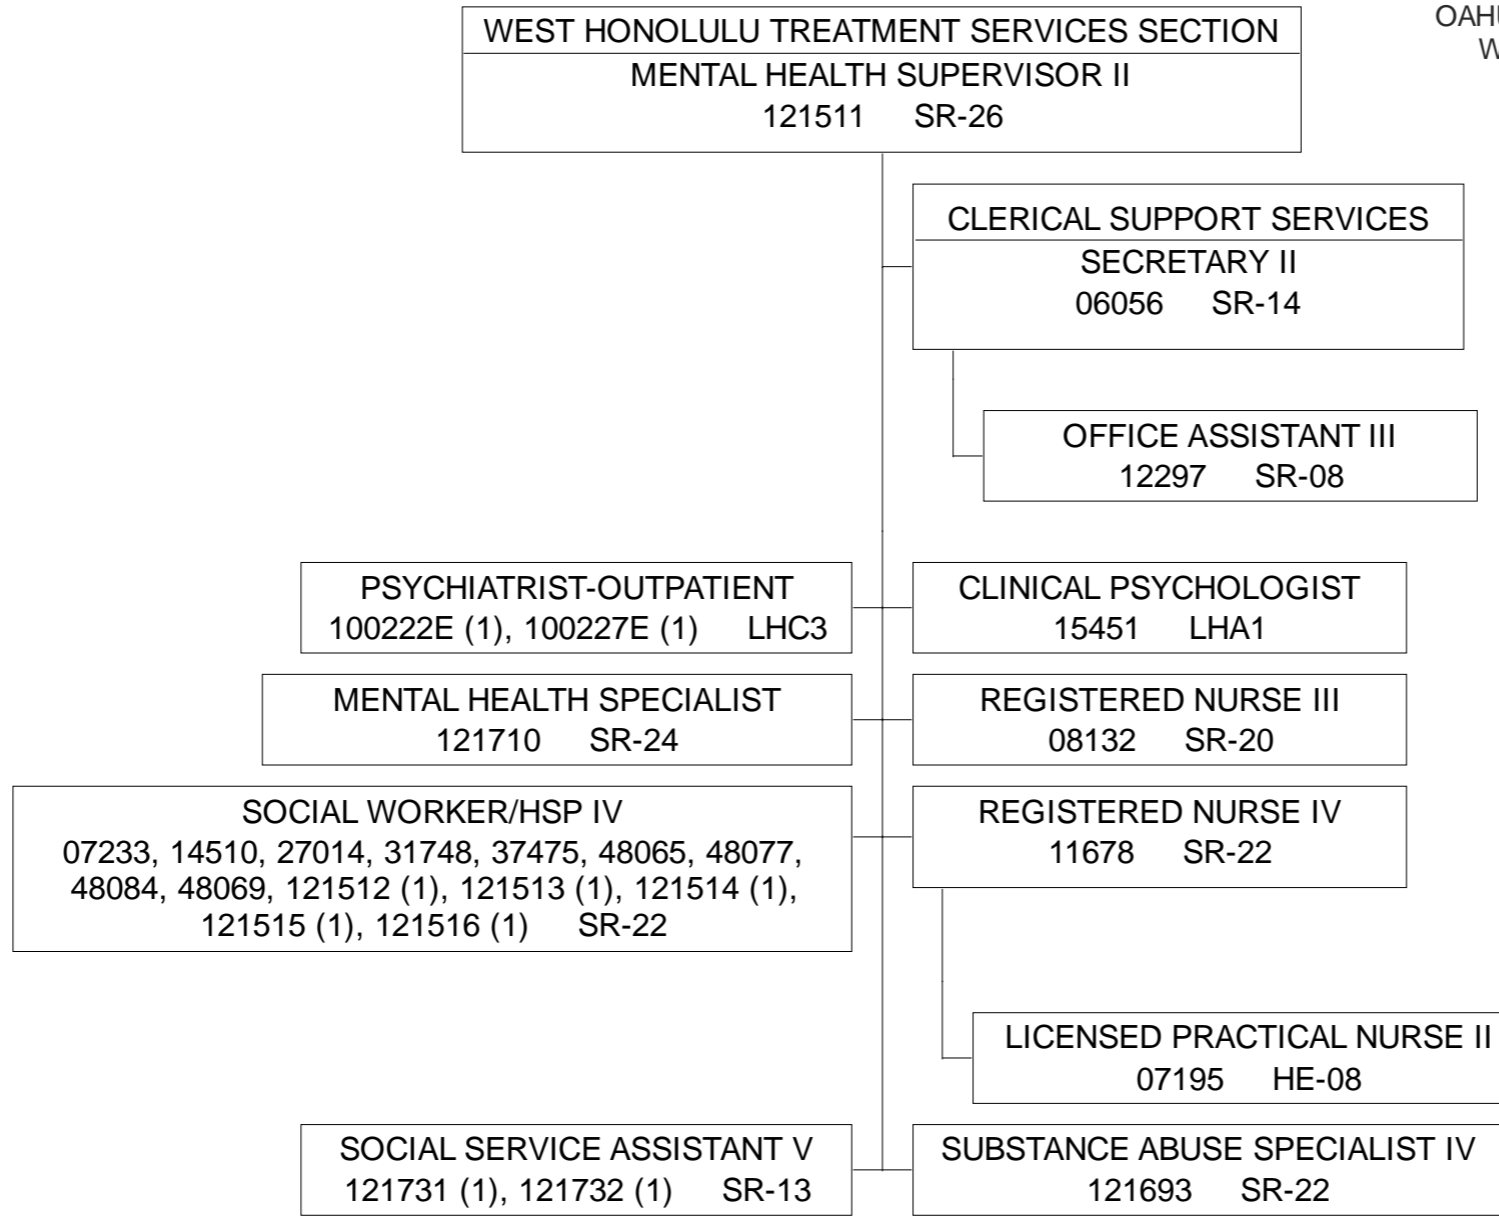 OAHU
W
WEST HONOLULU TREATMENT SERVICES SECTION
MENTAL HEALTH SUPERVISOR II
121511 SR-26
CLERICAL SUPPORT SERVICES
SECRETARY II
06056 SR-14
OFFICE ASSISTANT III
12297 SR-08
PSYCHIATRIST-OUTPATIENT
100222E (1), 100227E (1) LHC3
CLINICAL PSYCHOLOGIST
15451 LHA1
MENTAL HEALTH SPECIALIST
121710 SR-24
REGISTERED NURSE III
08132 SR-20
SOCIAL WORKER/HSP IV
07233, 14510, 27014, 31748, 37475, 48065, 48077,
48084, 48069, 121512 (1), 121513 (1), 121514 (1),
121515 (1), 121516 (1) SR-22
REGISTERED NURSE IV
11678 SR-22
LICENSED PRACTICAL NURSE II
07195 HE-08
SOCIAL SERVICE ASSISTANT V
121731 (1), 121732 (1) SR-13
SUBSTANCE ABUSE SPECIALIST IV
121693 SR-22